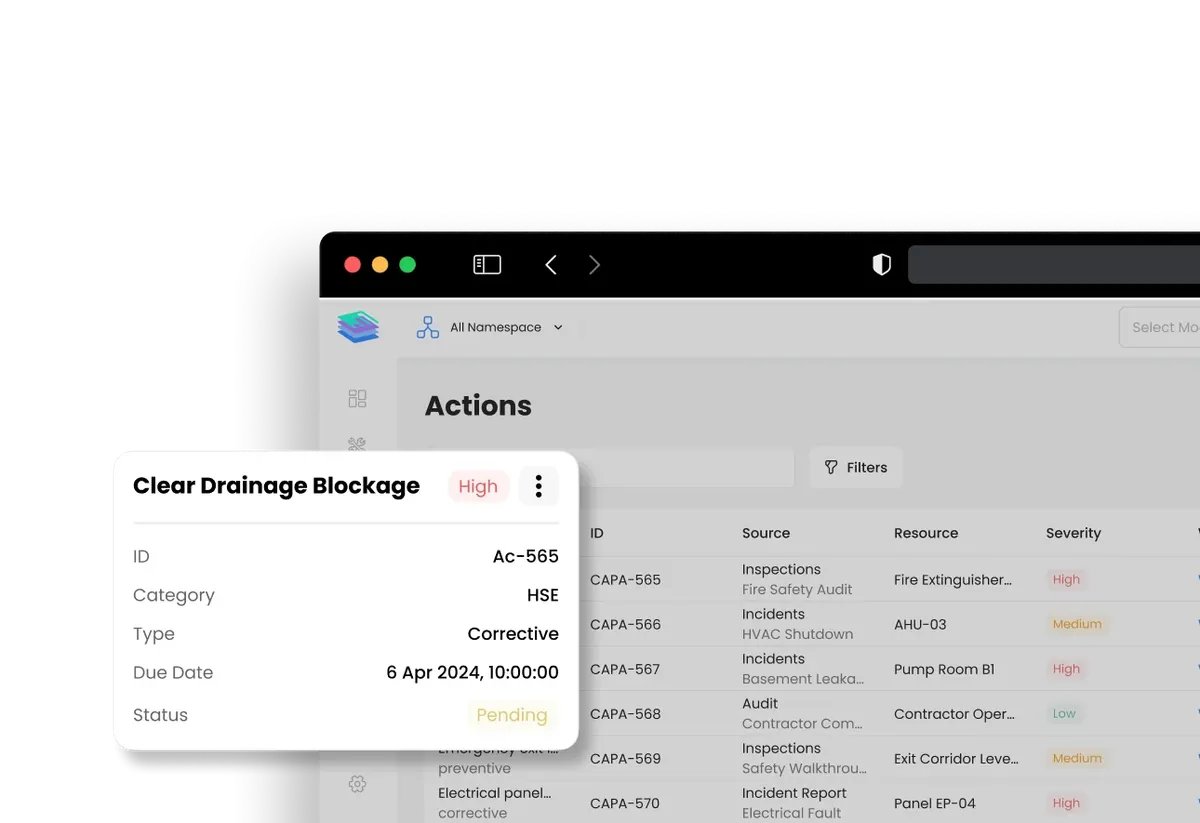 All Namespace
Select Mo
Actions
Filters
Clear Drainage Blockage High
ID Ac-565
Category HSE
Type Corrective
Due Date 6 Apr 2024, 10:00:00
Status Pending
ID Source Resource Severity
CAPA-565 Inspections Fire Extinguisher... High
Fire Safety Audit
CAPA-566 Incidents AHU-03 Medium
HVAC Shutdown
CAPA-567 Incidents Pump Room B1 High
Basement Leaka...
CAPA-568 Audit Contractor Oper... Low
Contractor Com...
Emergency exit l... CAPA-569 Inspections Exit Corridor Leve... Medium
preventive Safety Walkthrou...
Electrical panel... CAPA-570 Incident Report Panel EP-04 High
corrective Electrical Fault